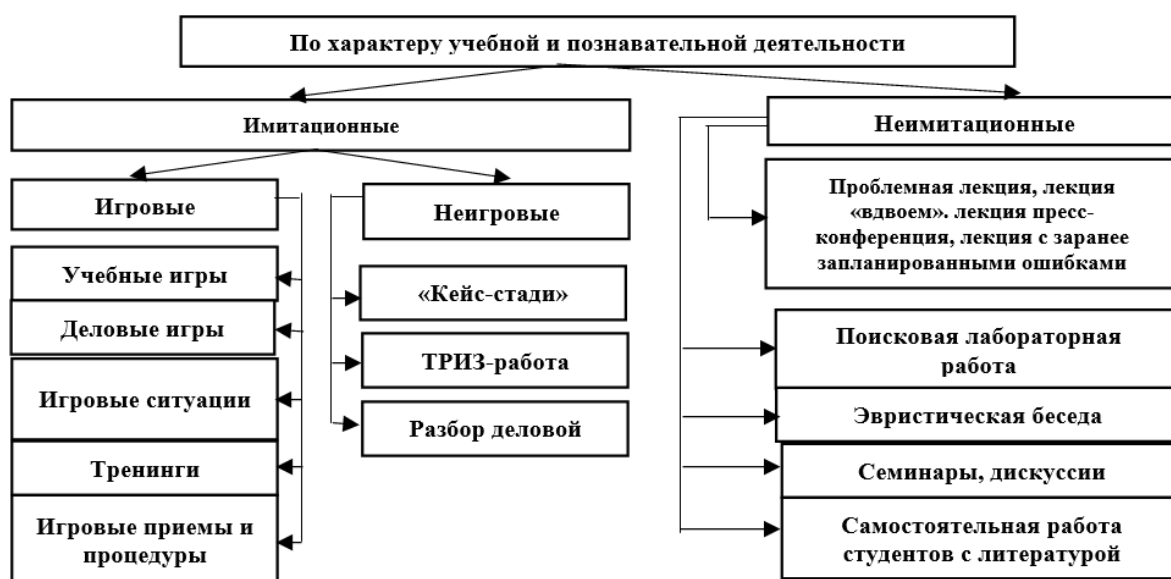 По характеру учебной и познавательной деятельности
Имитационные
Неимитационные
Игровые
Неигровые
Проблемная лекция, лекция
«вдвоем». лекция пресс-
конференция, лекция с заранее
запланированными ошибками
Учебные игры
«Кейс-стади»
Деловые игры
Поисковая лабораторная
работа
ТРИЗ-работа
Игровые ситуации
Эвристическая беседа
Разбор деловой
Тренинги
Семинары, дискуссии
Игровые приемы и
процедуры
Самостоятельная работа
студентов с литературой